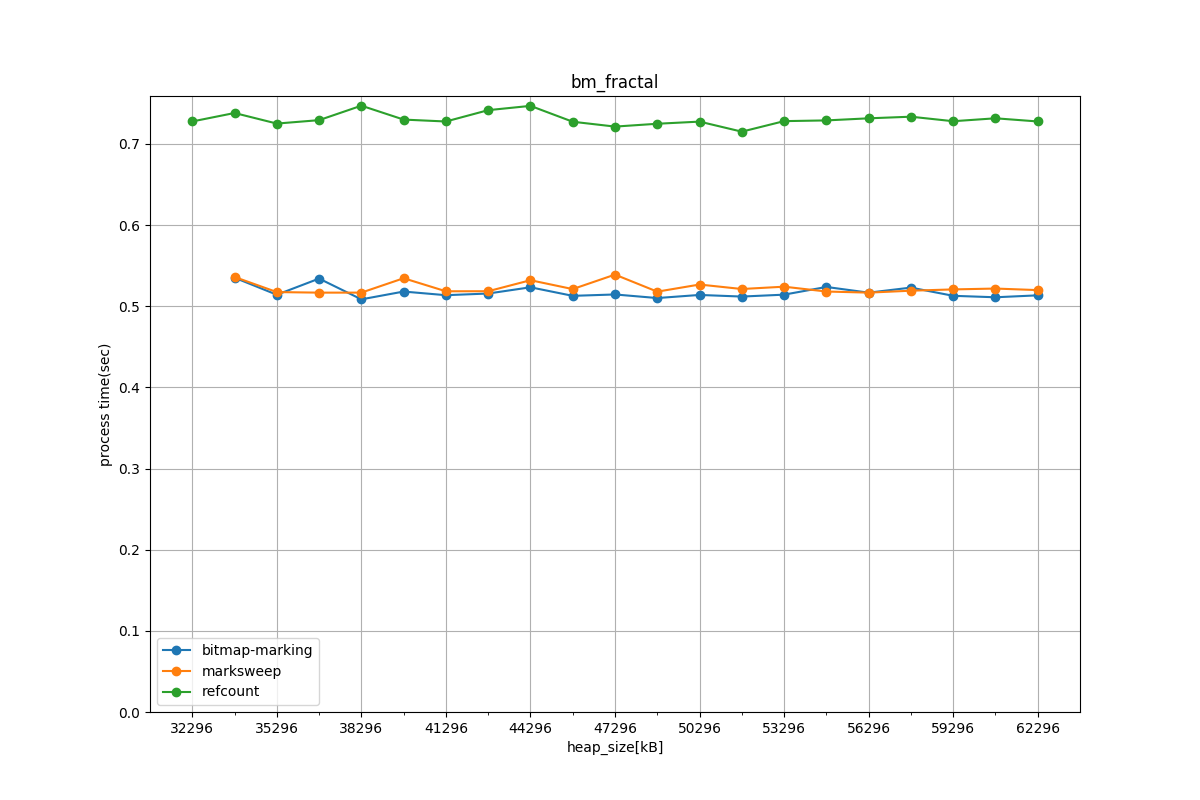 bm_fractal
process time(sec)
0.7
0.6
0.5
0.4
0.3
0.2
0.1
0.0
bitmap-marking
marksweep
refcount
32296 35296 38296 41296 44296 47296 50296 53296 56296 59296 62296
heap_size[kB]